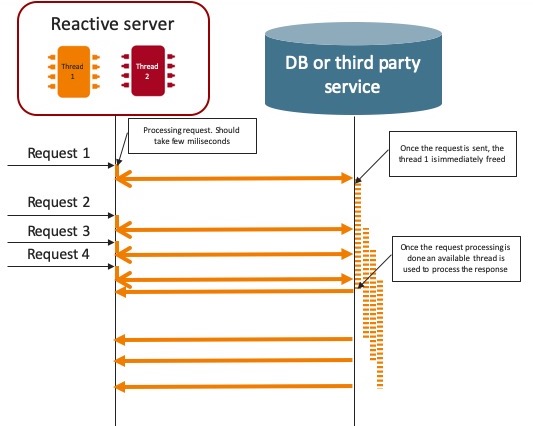 Reactive server
Thread
1
Thread
2
DB or third party
service
Processing request. Should
take few miliseconds
Request 1
Once the request is sent, the
thread 1 is immediately freed
Request 2
Request 3
Request 4
Once the request processing is
done an available thread is
used to process the response